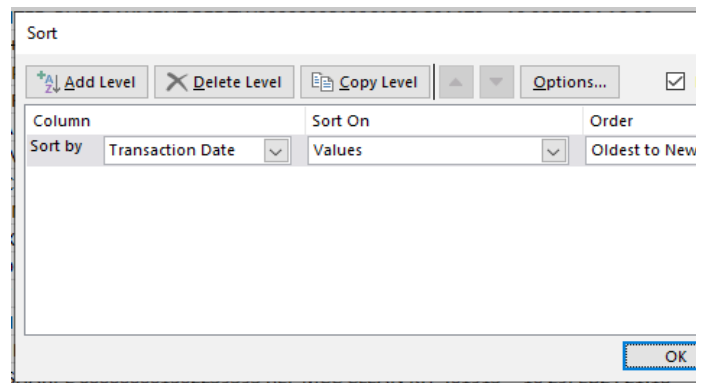 Sort
Add Level Delete Level Copy Level Options...
Column Sort On Order
Sort by Transaction Date Values Oldest to New
OK